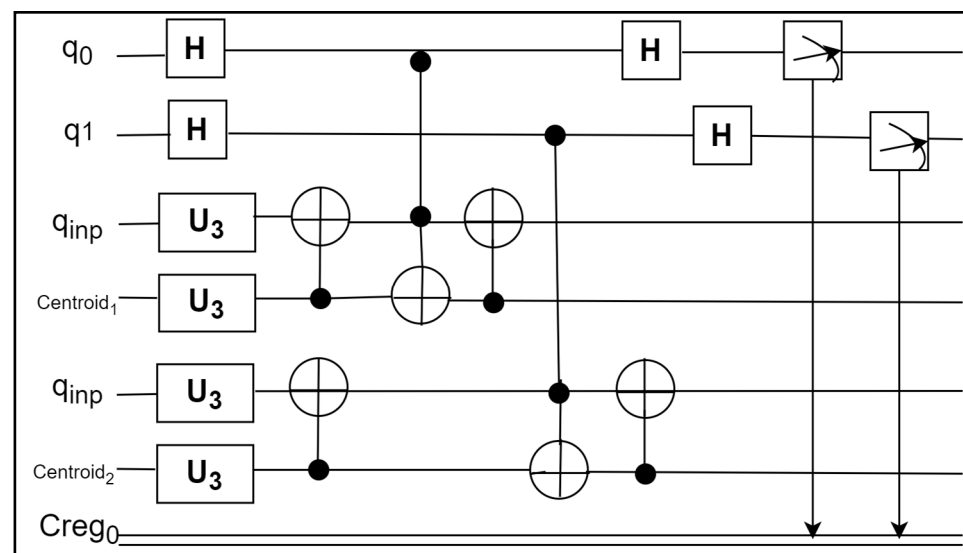 q0 H H
q1 H H
qinp U3
Centroid1 U3
qinp U3
Centroid2 U3
Creg0